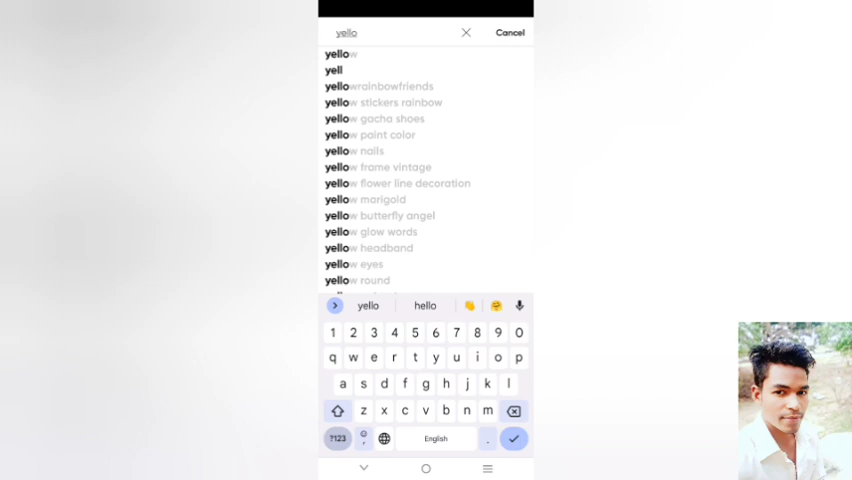 yello Cancel
yellow
yell
yellowrainbowfriends
yellow stickers rainbow
yellow gacha shoes
yellow paint color
yellow nails
yellow frame vintage
yellow flower line decoration
yellow marigold
yellow butterfly angel
yellow glow words
yellow headband
yellow eyes
yellow round
yello hello 👋 🤗
1 2 3 4 5 6 7 8 9 0
q w e r t y u i o p
a s d f g h j k l
z x c v b n m
?123 , English .